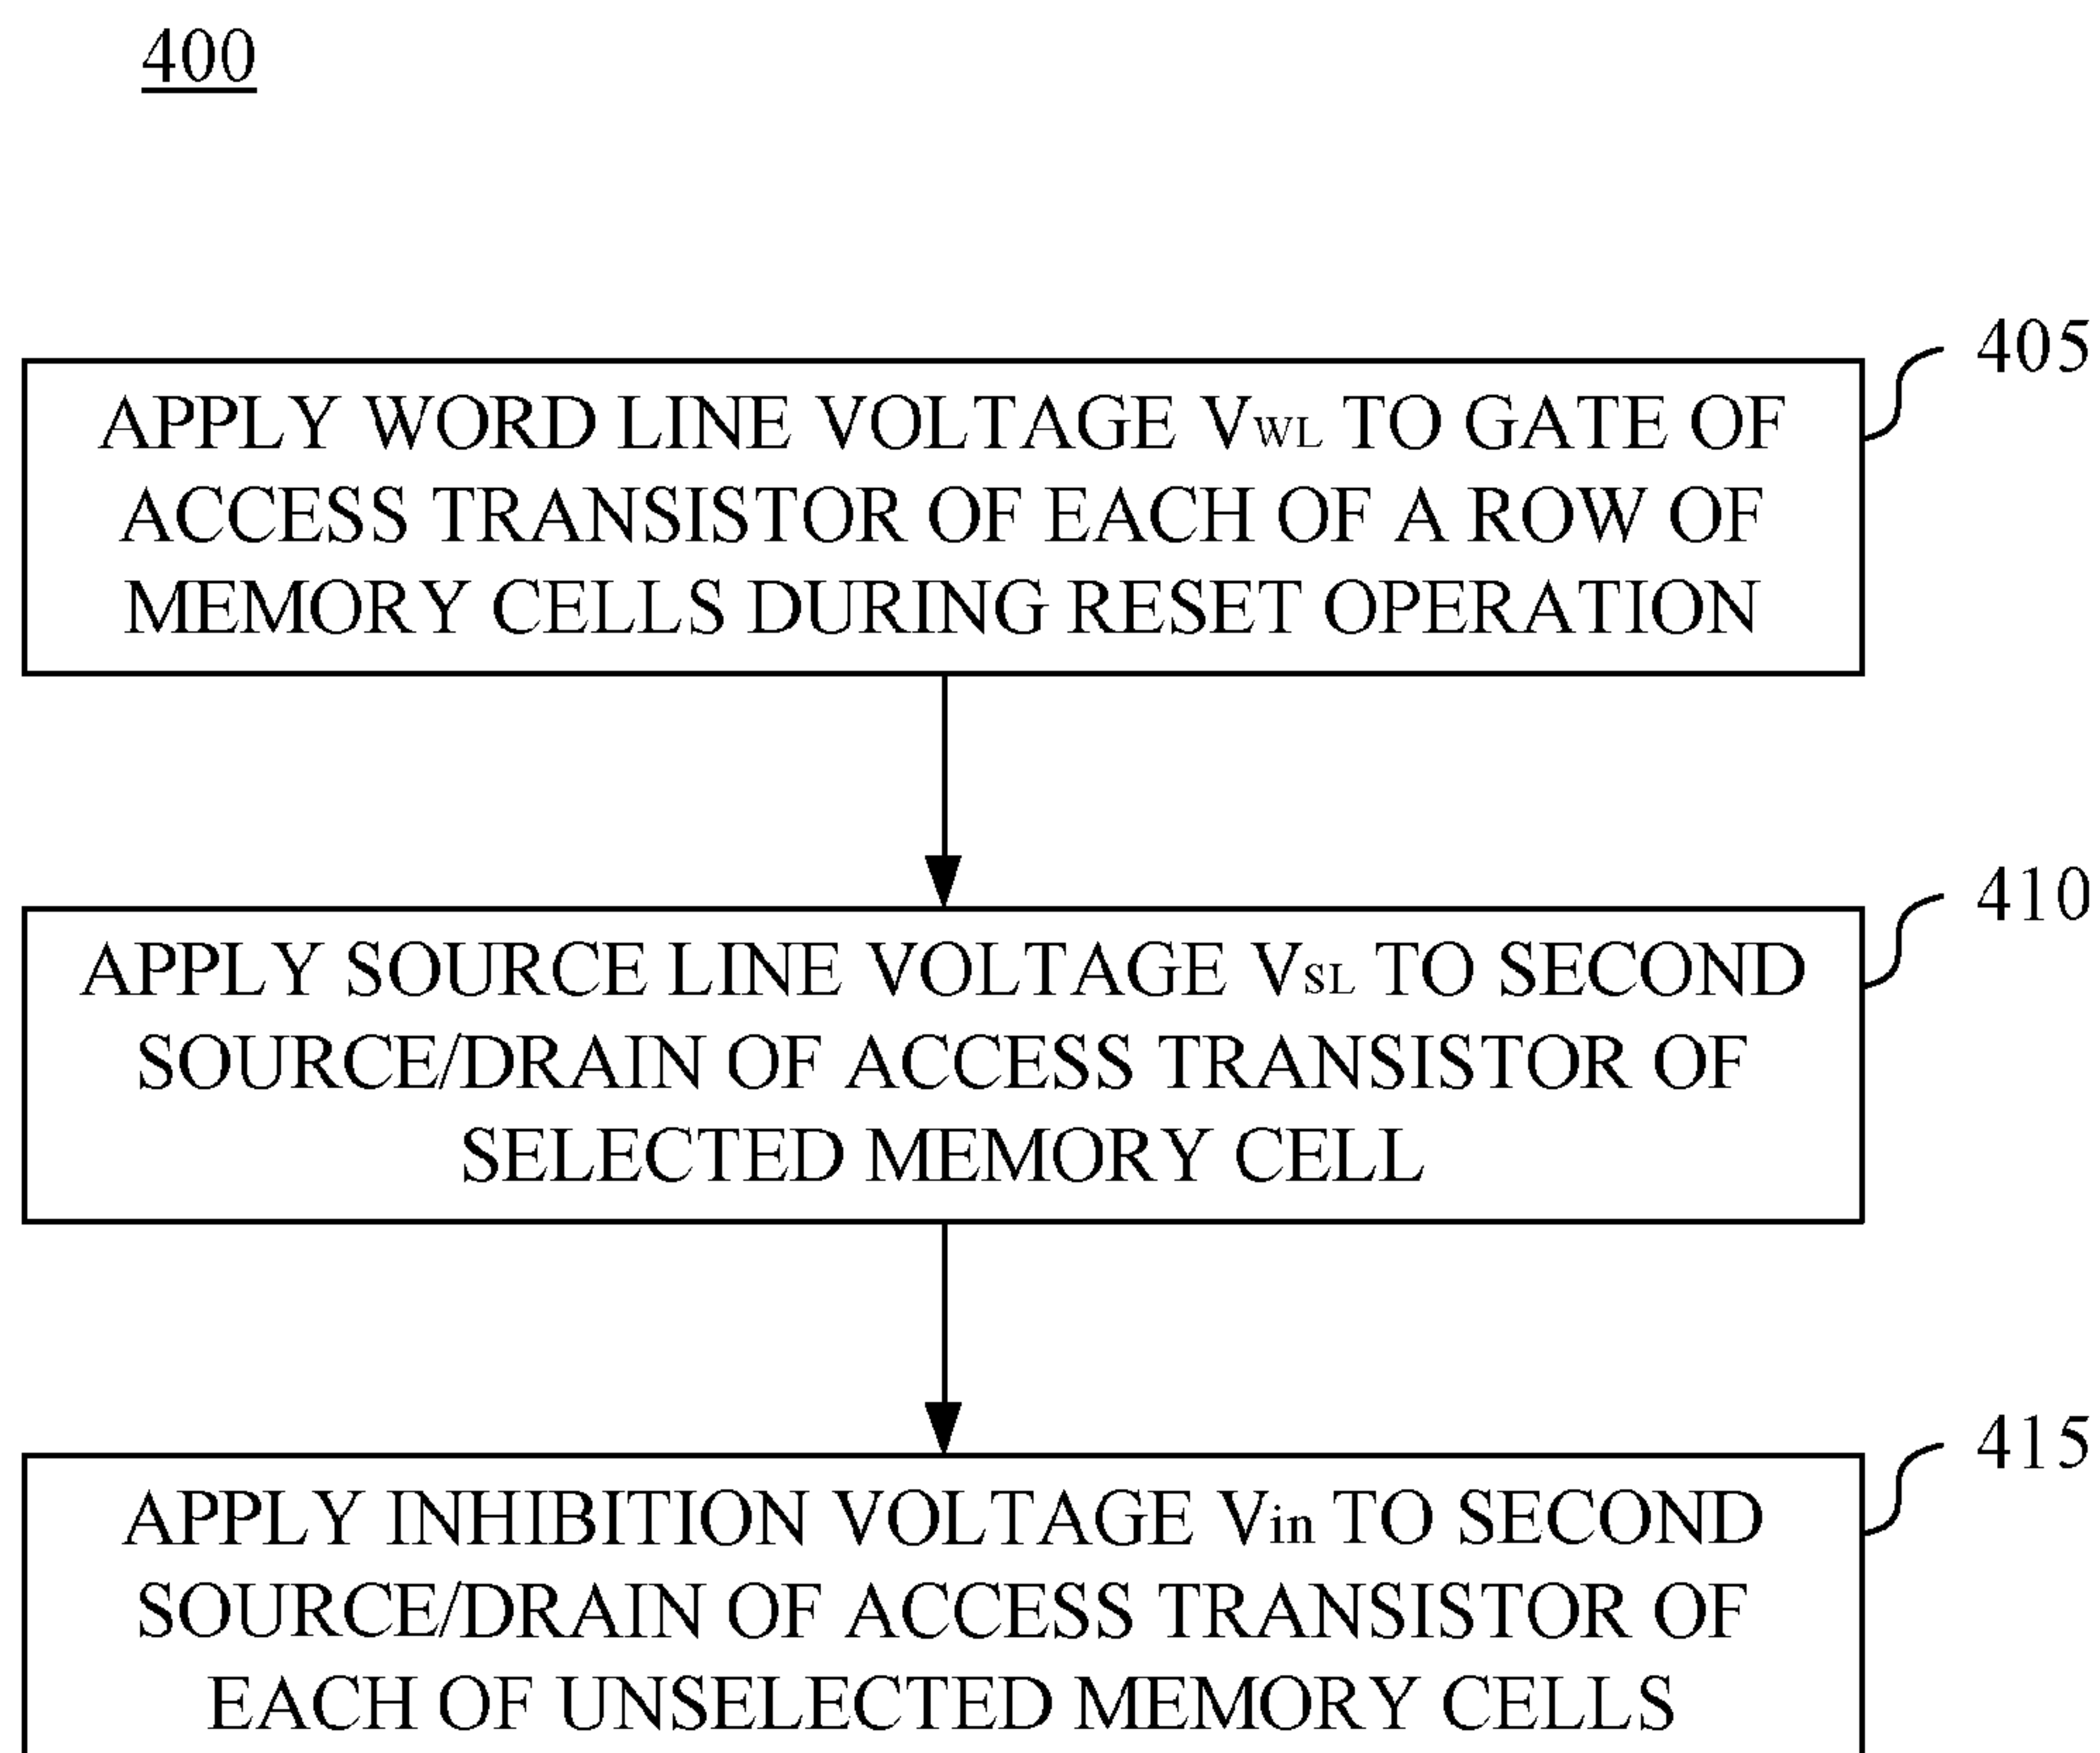 400
405
APPLY WORD LINE VOLTAGE VWL TO GATE OF
ACCESS TRANSISTOR OF EACH OF A ROW OF
MEMORY CELLS DURING RESET OPERATION
410
APPLY SOURCE LINE VOLTAGE VSL TO SECOND
SOURCE/DRAIN OF ACCESS TRANSISTOR OF
SELECTED MEMORY CELL
415
APPLY INHIBITION VOLTAGE Vin TO SECOND
SOURCE/DRAIN OF ACCESS TRANSISTOR OF
EACH OF UNSELECTED MEMORY CELLS